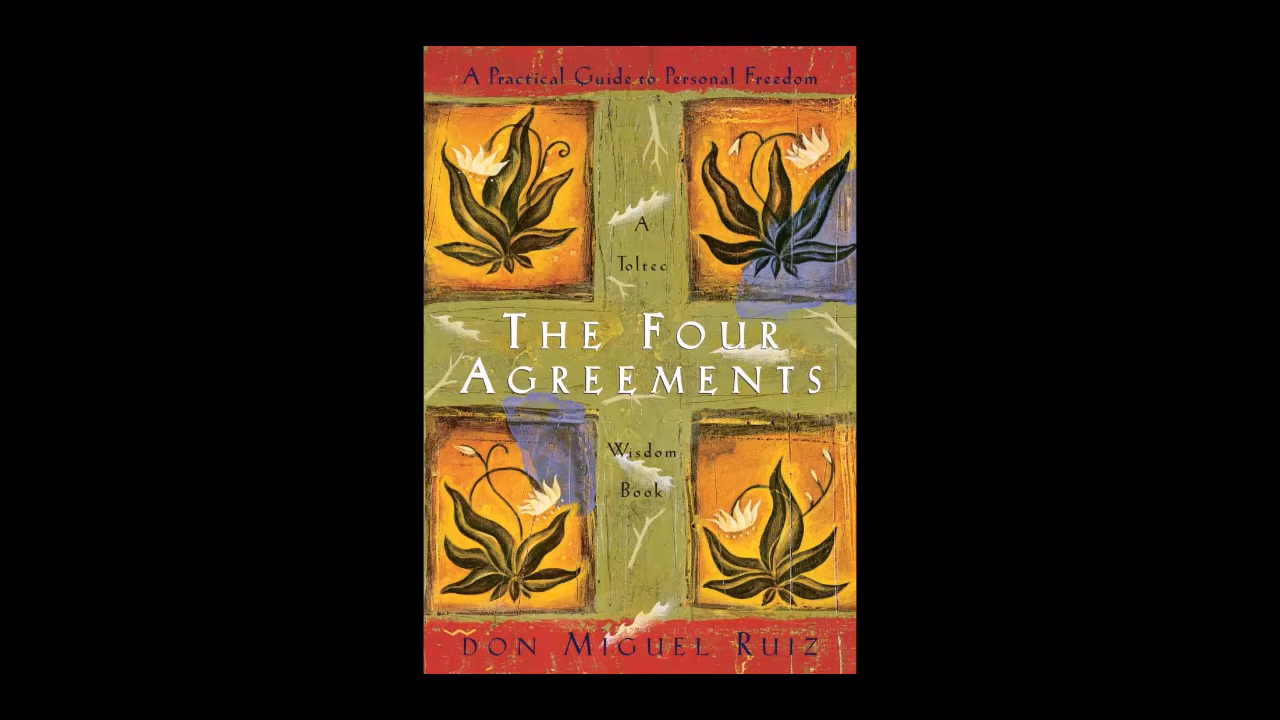 A Practical Guide to Personal Freedom
A
Toltec
THE FOUR
AGREEMENTS
Wisdom
Book
DON MIGUEL RUIZ